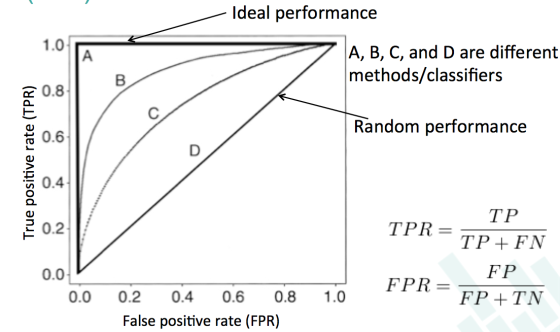 Ideal performance
A, B, C, and D are different
methods/classifiers
Random performance
True positive rate (TPR)
1.0
0.8
0.6
0.4
0.2
0.0
A
B
C
D
0.0 0.2 0.4 0.6 0.8 1.0
False positive rate (FPR)
TPR = TP / TP + FN
FPR = FP / FP + TN